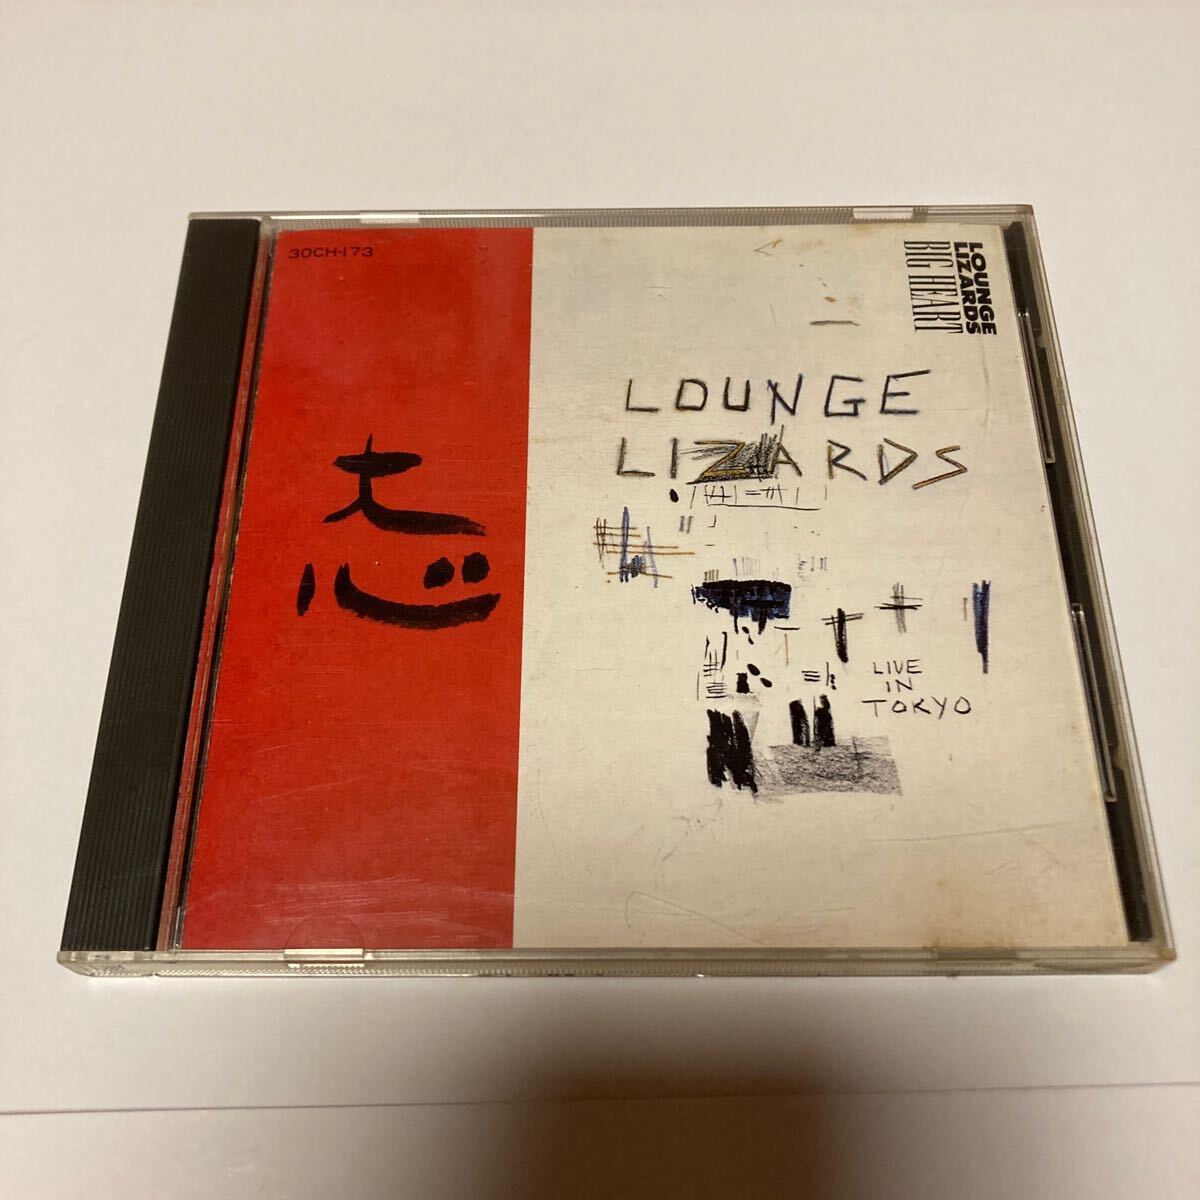 30CH-173
LOUNGE
LIZARDS
BIG HEART
LOUNGE
LIZARDS
大
心
LIVE
IN
TOKYO